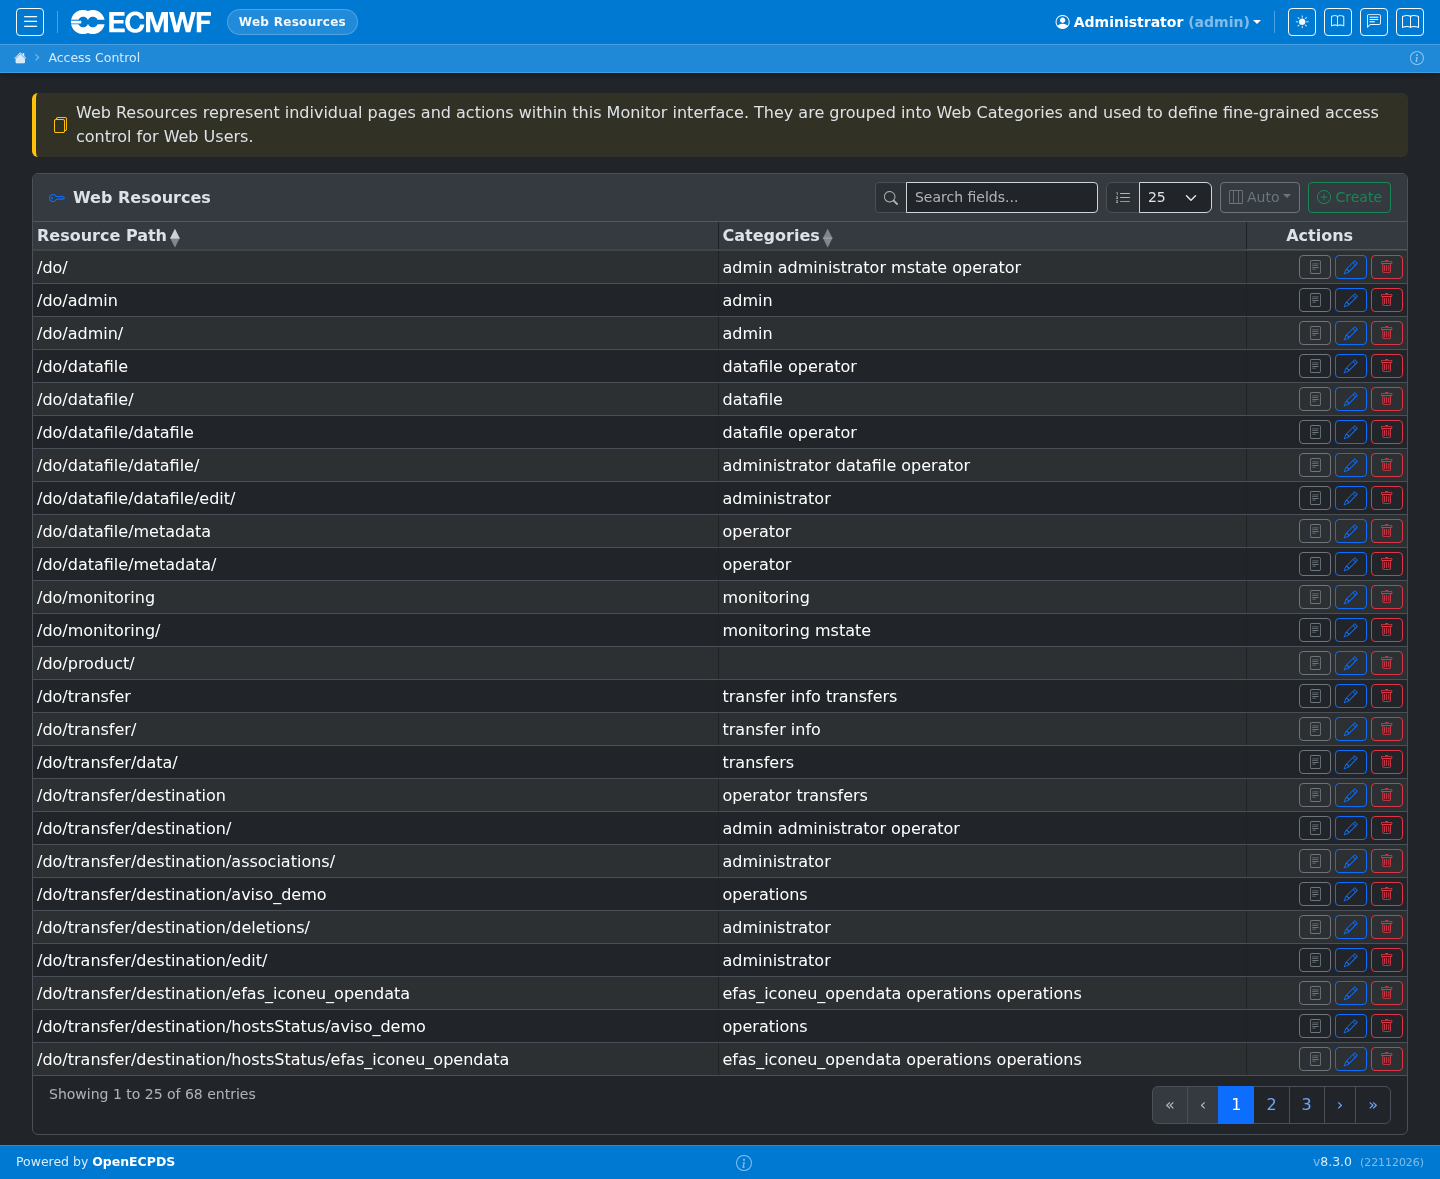 ECMWF Web Resources Administrator (admin)
Access Control
Web Resources represent individual pages and actions within this Monitor interface. They are grouped into Web Categories and used to define fine-grained access
control for Web Users.
Web Resources Search fields... 25 Auto Create
Resource Path Categories Actions
/do/ admin administrator mstate operator
/do/admin admin
/do/admin/ admin
/do/datafile datafile operator
/do/datafile/ datafile
/do/datafile/datafile datafile operator
/do/datafile/datafile/ administrator datafile operator
/do/datafile/datafile/edit/ administrator
/do/datafile/metadata operator
/do/datafile/metadata/ operator
/do/monitoring monitoring
/do/monitoring/ monitoring mstate
/do/product/
/do/transfer transfer info transfers
/do/transfer/ transfer info
/do/transfer/data/ transfers
/do/transfer/destination operator transfers
/do/transfer/destination/ admin administrator operator
/do/transfer/destination/associations/ administrator
/do/transfer/destination/aviso_demo operations
/do/transfer/destination/deletions/ administrator
/do/transfer/destination/edit/ administrator
/do/transfer/destination/efas_iconeu_opendata efas_iconeu_opendata operations operations
/do/transfer/destination/hostsStatus/aviso_demo operations
/do/transfer/destination/hostsStatus/efas_iconeu_opendata efas_iconeu_opendata operations operations
Showing 1 to 25 of 68 entries « ‹ 1 2 3 › »
Powered by OpenECPDS v8.3.0 (22112026)